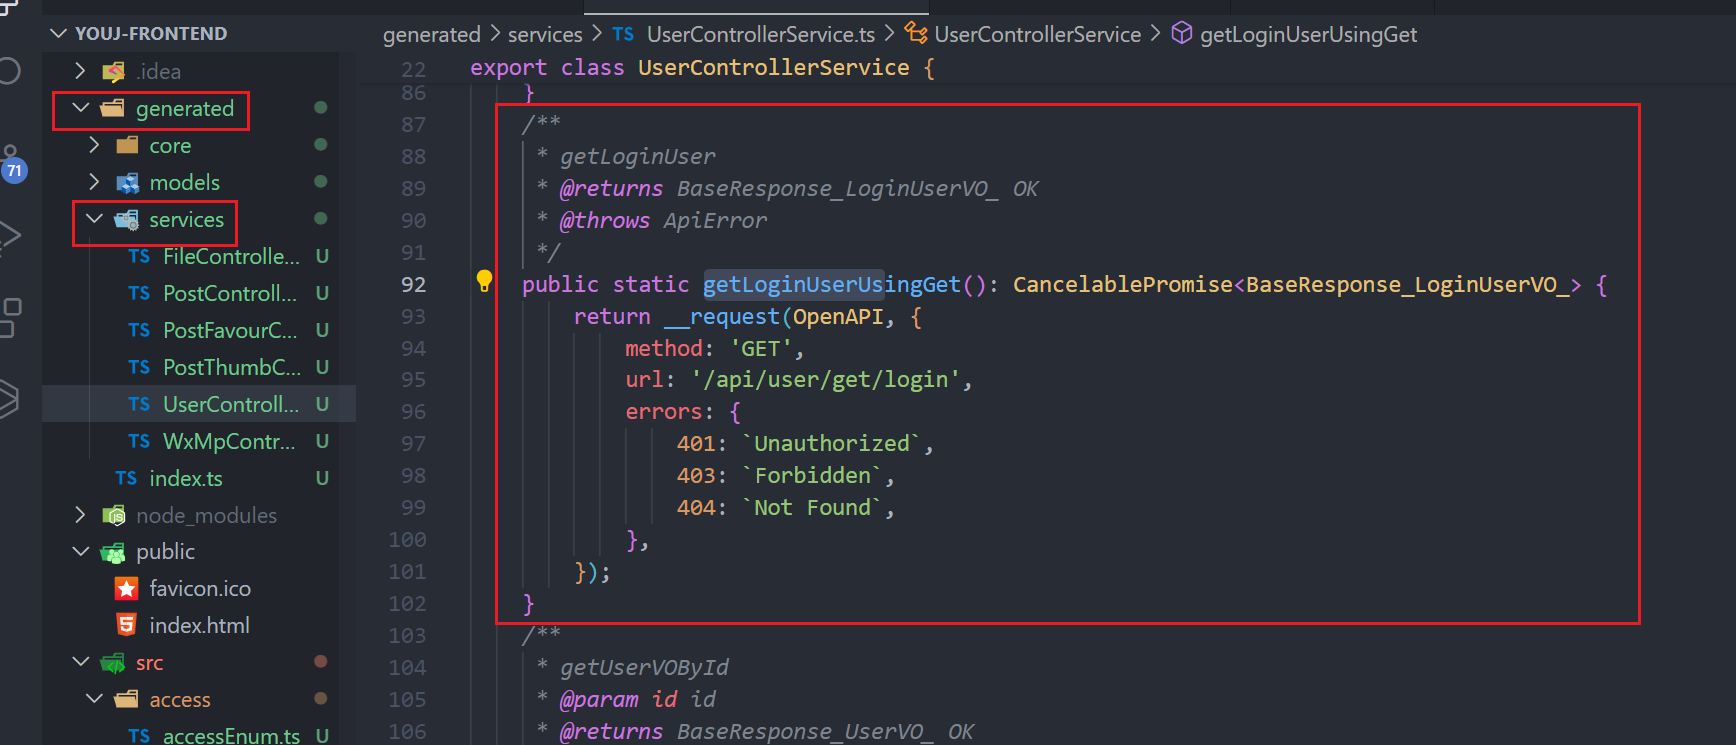 YOUJ-FRONTEND
.idea
generated
core
models
services
TS FileControlle... U
TS PostControll... U
TS PostFavourC... U
TS PostThumbC... U
TS UserControll... U
TS WxMpContr... U
TS index.ts U
node_modules
public
favicon.ico
index.html
src
access
TS accessEnum.ts U
71
generated > services > TS UserControllerService.ts > UserControllerService > getLoginUserUsingGet
22 export class UserControllerService {
86 }
87 /**
88 * getLoginUser
89 * @returns BaseResponse_LoginUserVO_ OK
90 * @throws ApiError
91 */
92 public static getLoginUserUsingGet(): CancelablePromise<BaseResponse_LoginUserVO_> {
93 return __request(OpenAPI, {
94 method: 'GET',
95 url: '/api/user/get/login',
96 errors: {
97 401: `Unauthorized`,
98 403: `Forbidden`,
99 404: `Not Found`,
100 },
101 });
102 }
103 /**
104 * getUserVOById
105 * @param id id
106 * @returns BaseResponse_UserVO_ OK